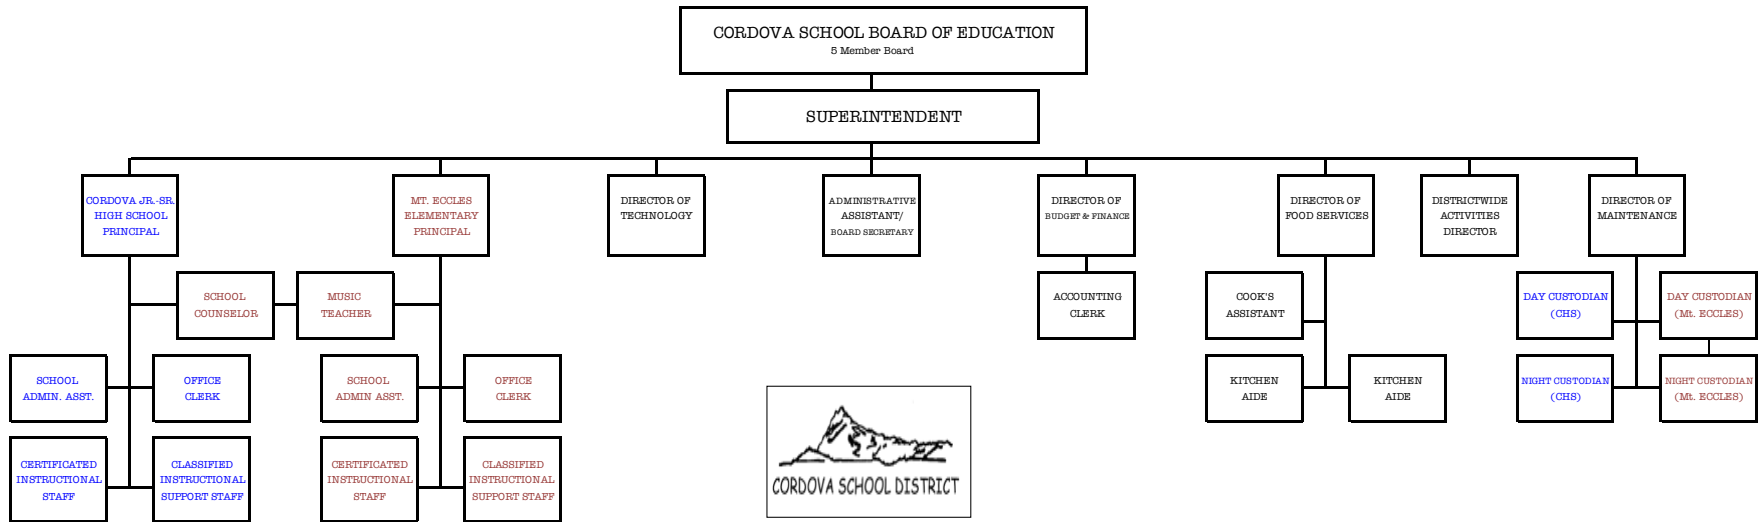 CORDOVA SCHOOL BOARD OF EDUCATION
5 Member Board
SUPERINTENDENT
CORDOVA JR.-SR.
HIGH SCHOOL
PRINCIPAL
MT. ECCLES
ELEMENTARY
PRINCIPAL
DIRECTOR OF
TECHNOLOGY
ADMINISTRATIVE
ASSISTANT/
BOARD SECRETARY
DIRECTOR OF
BUDGET & FINANCE
DIRECTOR OF
FOOD SERVICES
DISTRICTWIDE
ACTIVITIES
DIRECTOR
DIRECTOR OF
MAINTENANCE
SCHOOL
COUNSELOR
MUSIC
TEACHER
ACCOUNTING
CLERK
COOK'S
ASSISTANT
DAY CUSTODIAN
(CHS)
DAY CUSTODIAN
(Mt. ECCLES)
SCHOOL
ADMIN. ASST.
OFFICE
CLERK
SCHOOL
ADMIN ASST.
OFFICE
CLERK
KITCHEN
AIDE
KITCHEN
AIDE
NIGHT CUSTODIAN
(CHS)
NIGHT CUSTODIAN
(Mt. ECCLES)
CERTIFICATED
INSTRUCTIONAL
STAFF
CLASSIFIED
INSTRUCTIONAL
SUPPORT STAFF
CERTIFICATED
INSTRUCTIONAL
STAFF
CLASSIFIED
INSTRUCTIONAL
SUPPORT STAFF
CORDOVA SCHOOL DISTRICT